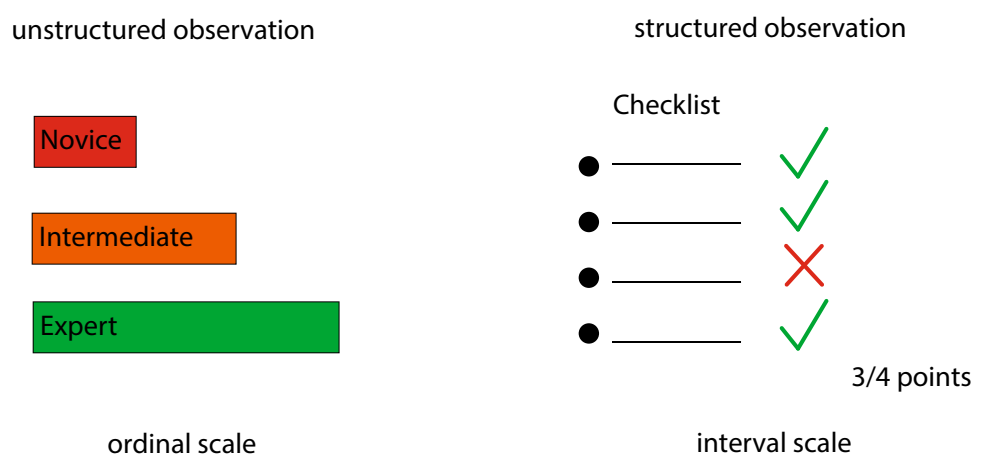 unstructured observation
Novice
Intermediate
Expert
ordinal scale
structured observation
Checklist
3/4 points
interval scale